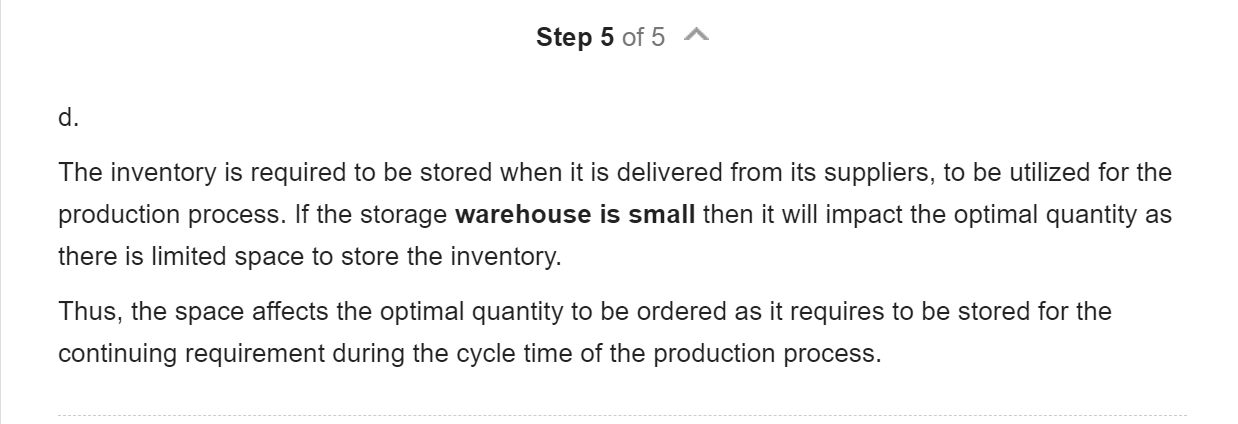 Step 5 of 5
d.
The inventory is required to be stored when it is delivered from its suppliers, to be utilized for the
production process. If the storage warehouse is small then it will impact the optimal quantity as
there is limited space to store the inventory.
Thus, the space affects the optimal quantity to be ordered as it requires to be stored for the
continuing requirement during the cycle time of the production process.